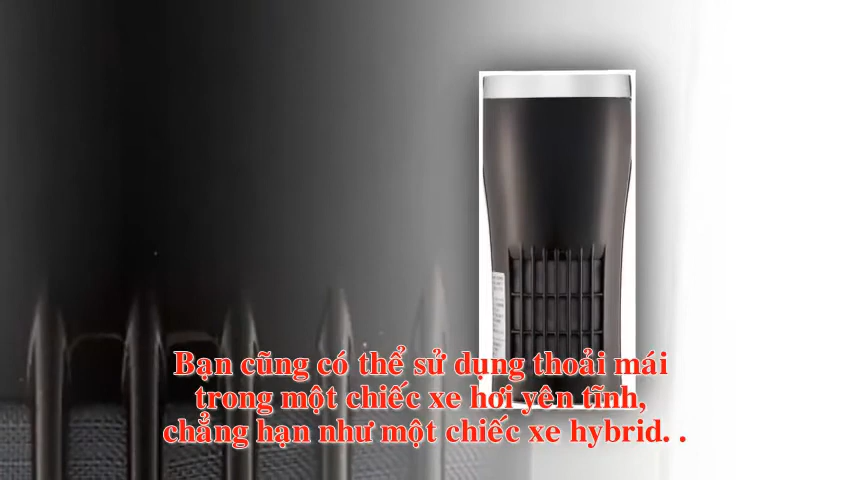 Bạn cũng có thể sử dụng thoải mái
trong một chiếc xe hơi yên tĩnh,
chẳng hạn như một chiếc xe hybrid. .